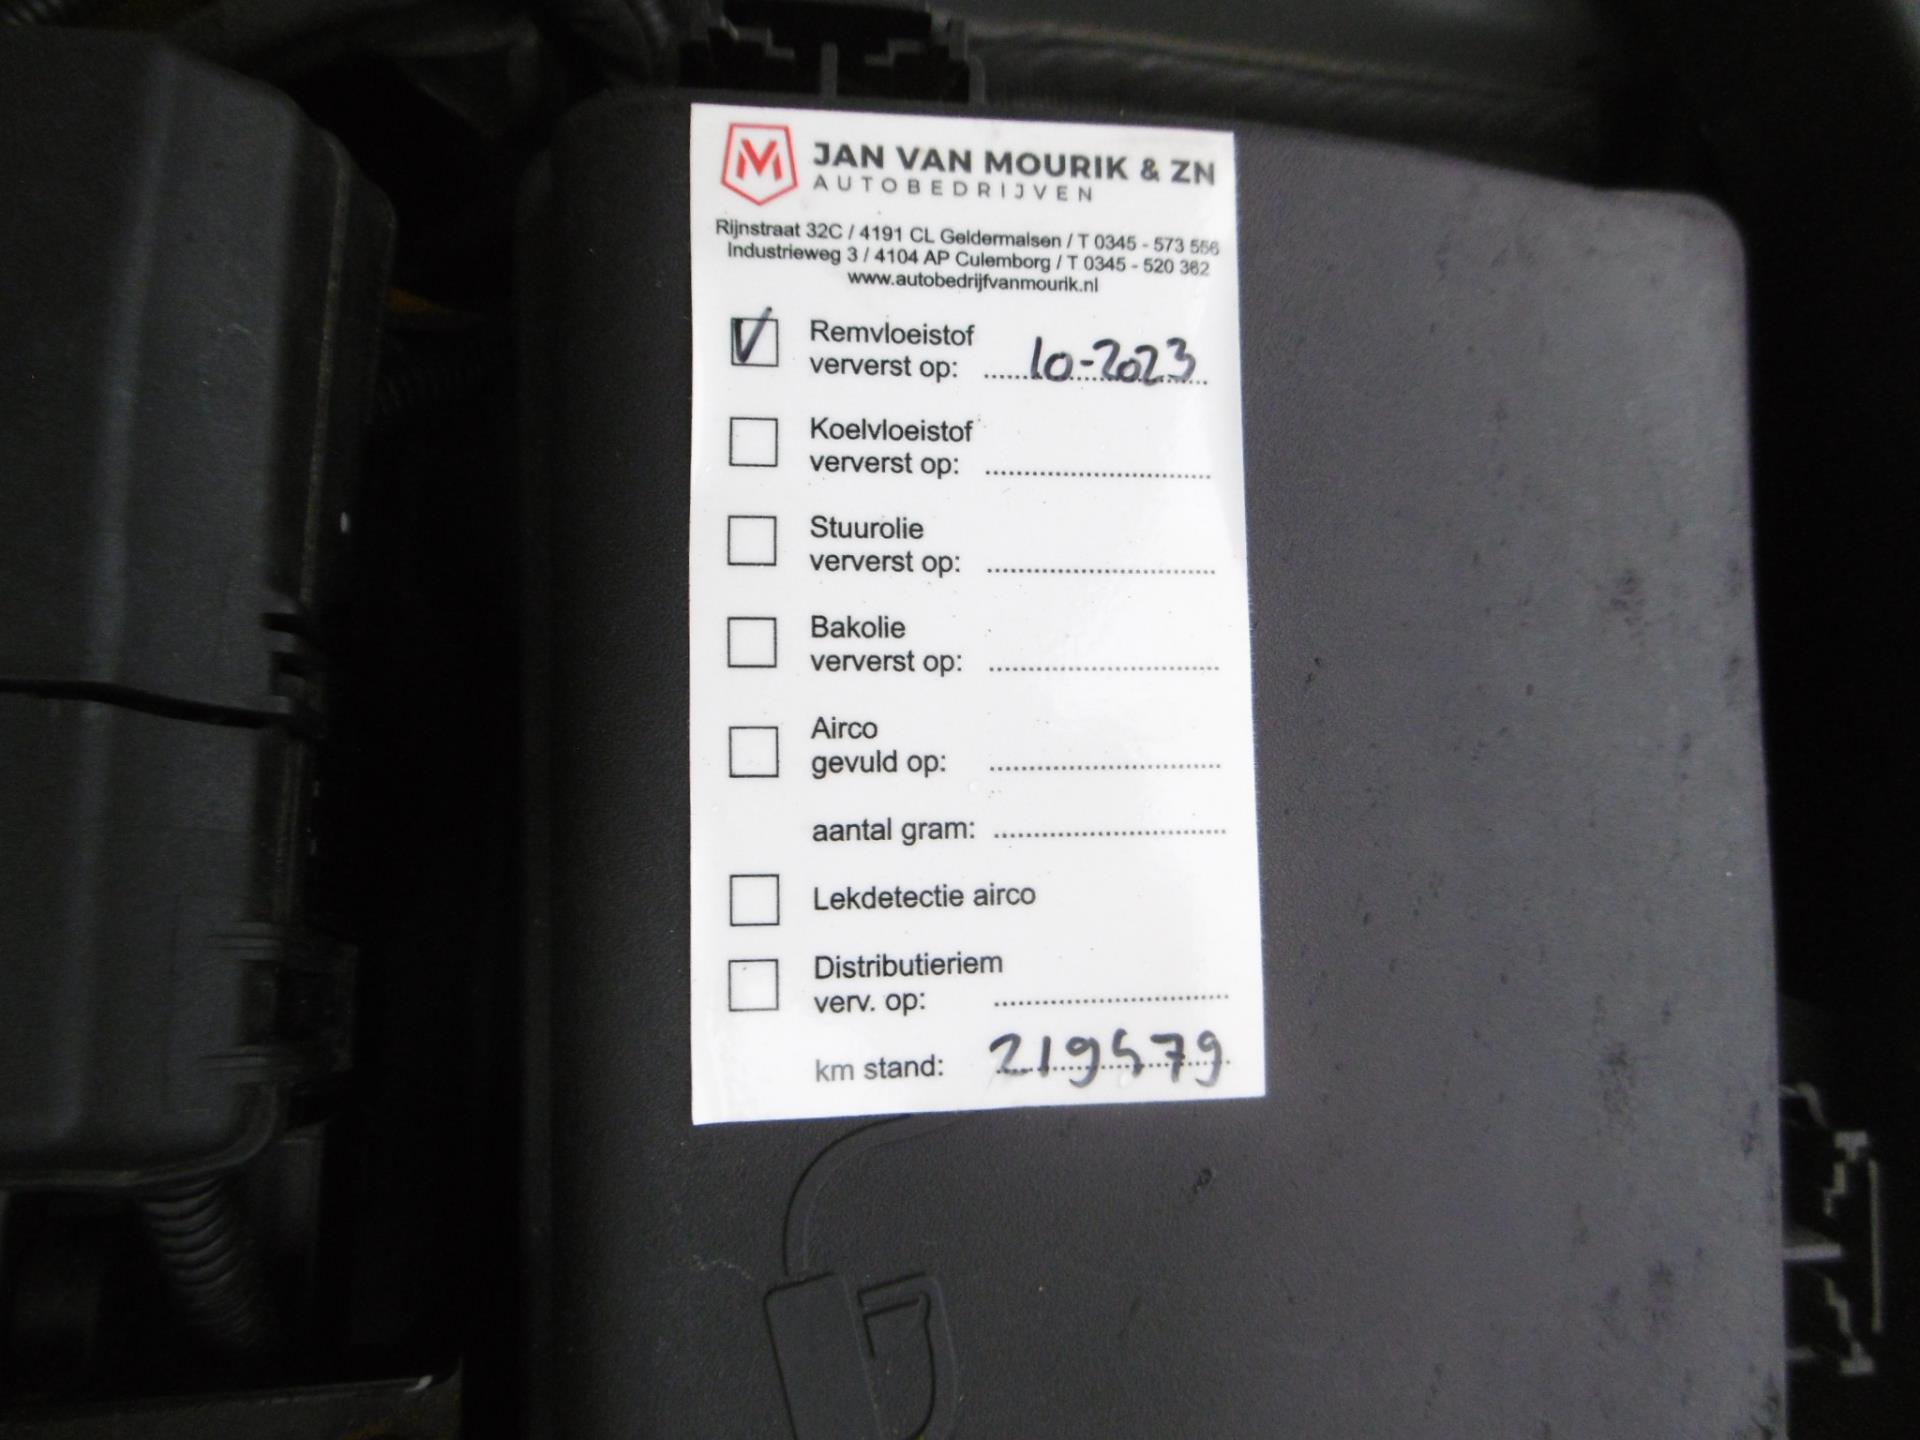 JAN VAN MOURIK & ZN
AUTOBEDRIJVEN
Rijnstraat 32C / 4191 CL Geldermalsen / T 0345 - 573 556
Industrieweg 3 / 4104 AP Culemborg / T 0345 - 520 362
www.autobedrijfvanmourik.nl
Remvloeistof
ververst op: 10-2023
Koelvloeistof
ververst op:
Stuurolie
ververst op:
Bakolie
ververst op:
Airco
gevuld op:
aantal gram:
Lekdetectie airco
Distributieriem
verv. op:
km stand: 219579